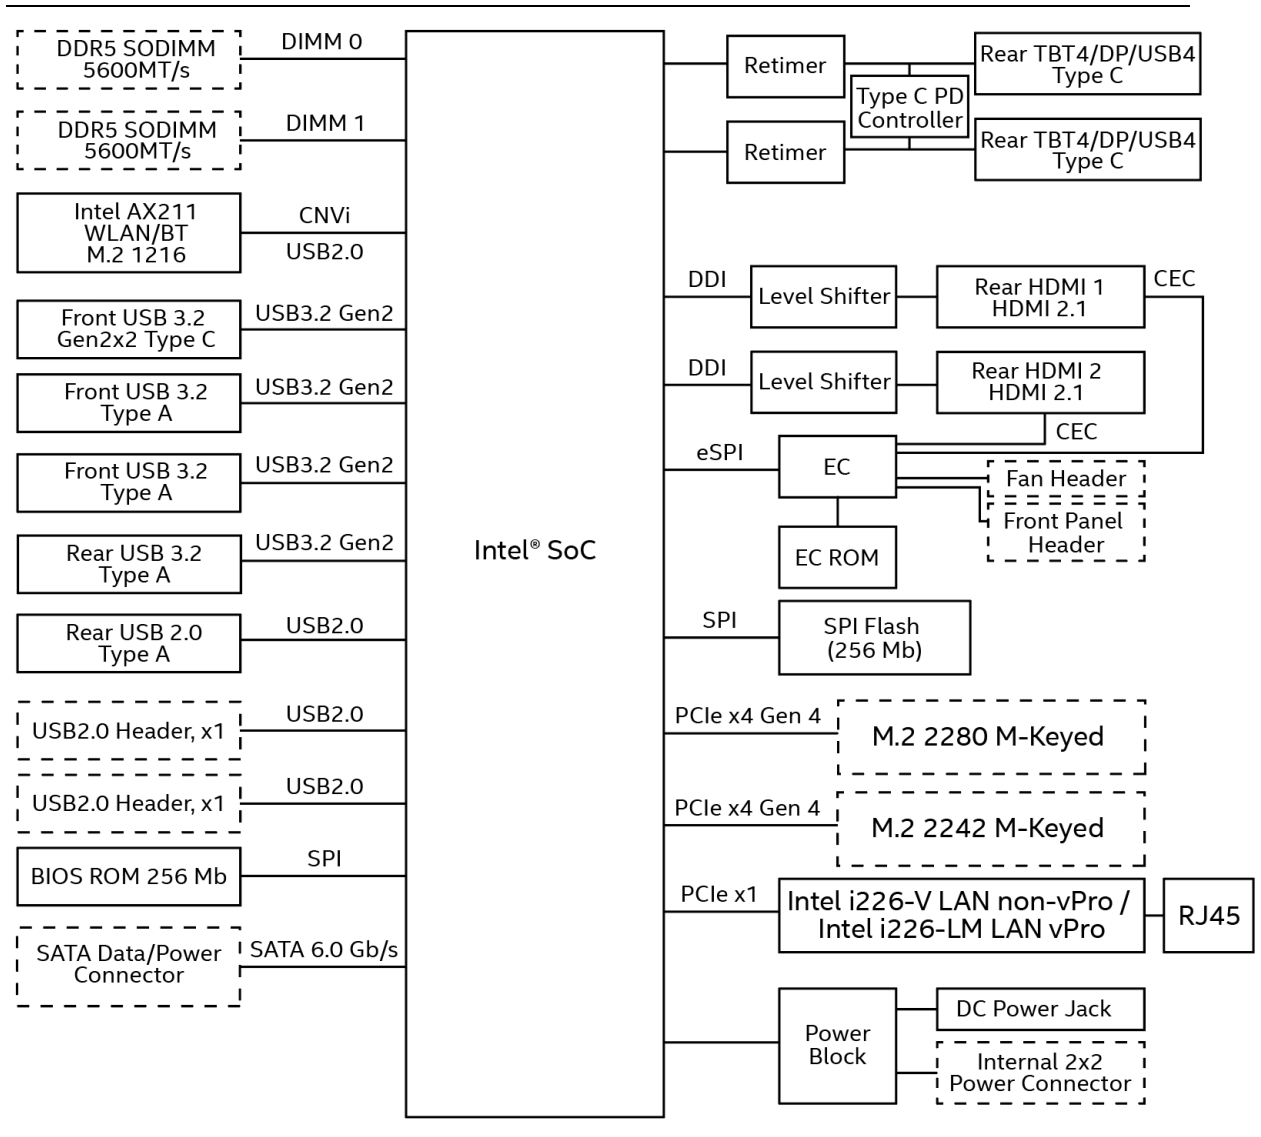 DDR5 SODIMM
5600MT/s
DIMM 0
DDR5 SODIMM
5600MT/s
DIMM 1
Intel AX211
WLAN/BT
M.2 1216
CNVi
USB2.0
Front USB 3.2
Gen2x2 Type C
USB3.2 Gen2
Front USB 3.2
Type A
USB3.2 Gen2
Front USB 3.2
Type A
USB3.2 Gen2
Rear USB 3.2
Type A
USB3.2 Gen2
Rear USB 2.0
Type A
USB2.0
USB2.0 Header, x1
USB2.0
USB2.0 Header, x1
USB2.0
BIOS ROM 256 Mb
SPI
SATA Data/Power
Connector
SATA 6.0 Gb/s
Intel® SoC
Retimer
Rear TBT4/DP/USB4
Type C
Type C PD
Controller
Retimer
Rear TBT4/DP/USB4
Type C
DDI
Level Shifter
Rear HDMI 1
HDMI 2.1
CEC
DDI
Level Shifter
Rear HDMI 2
HDMI 2.1
CEC
eSPI
EC
Fan Header
Front Panel
Header
EC ROM
SPI
SPI Flash
(256 Mb)
PCIe x4 Gen 4
M.2 2280 M-Keyed
PCIe x4 Gen 4
M.2 2242 M-Keyed
PCIe x1
Intel i226-V LAN non-vPro /
Intel i226-LM LAN vPro
RJ45
Power
Block
DC Power Jack
Internal 2x2
Power Connector